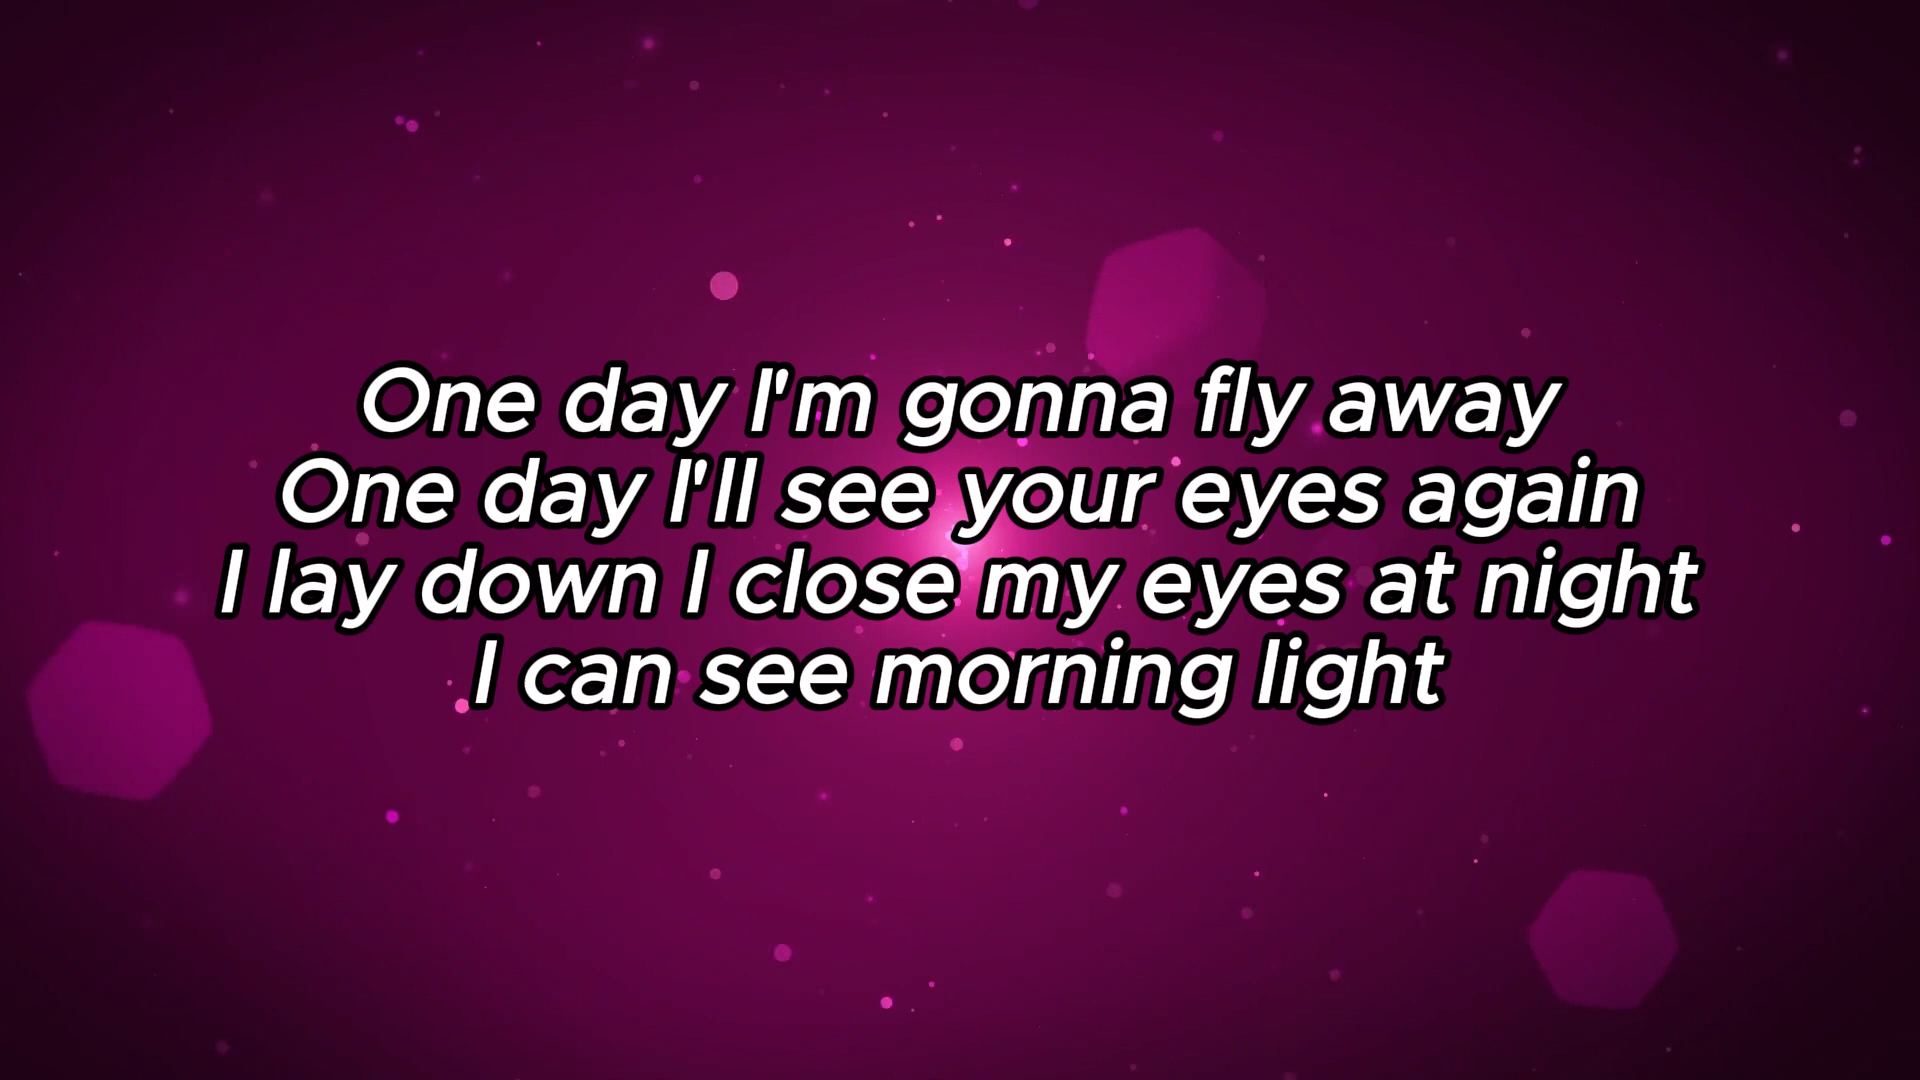 One day I'm gonna fly away
One day I'll see your eyes again
I lay down I close my eyes at night
I can see morning light